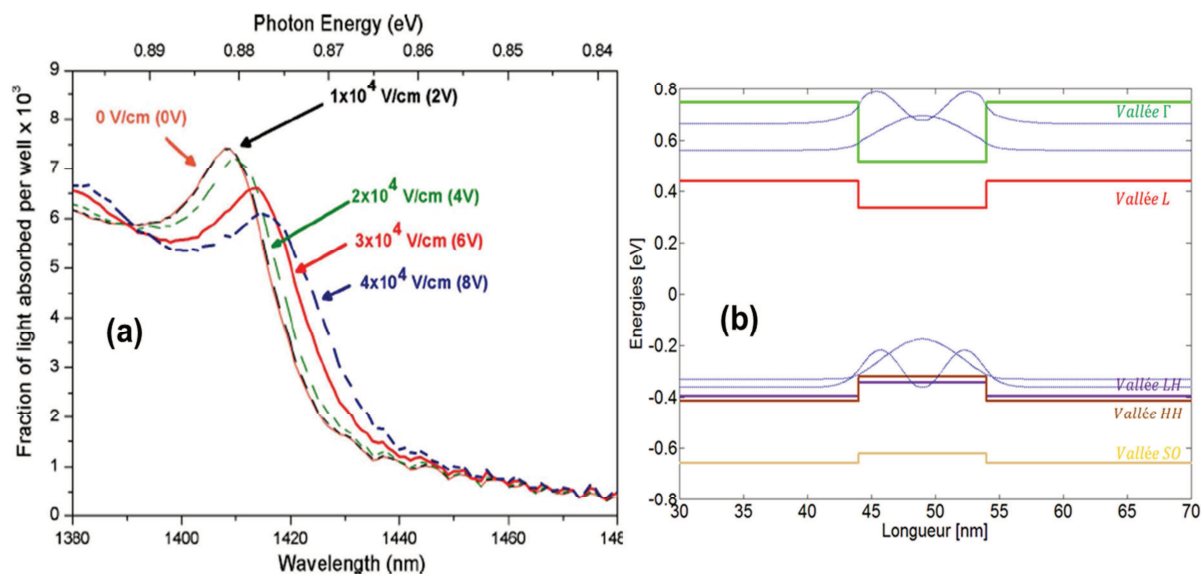 Photon Energy (eV)
0.89 0.88 0.87 0.86 0.85 0.84
Fraction of light absorbed per well x 10³
9
8
7
6
5
4
3
2
1
0
0 V/cm (0V)
1x10⁴ V/cm (2V)
2x10⁴ V/cm (4V)
3x10⁴ V/cm (6V)
4x10⁴ V/cm (8V)
(a)
1380 1400 1420 1440 1460 148
Wavelength (nm)
Energies [eV]
0.8
0.6
0.4
0.2
0
-0.2
-0.4
-0.6
-0.8
Vallée Γ
Vallée L
(b)
Vallée LH
Vallée HH
Vallée SO
30 35 40 45 50 55 60 65 70
Longueur [nm]